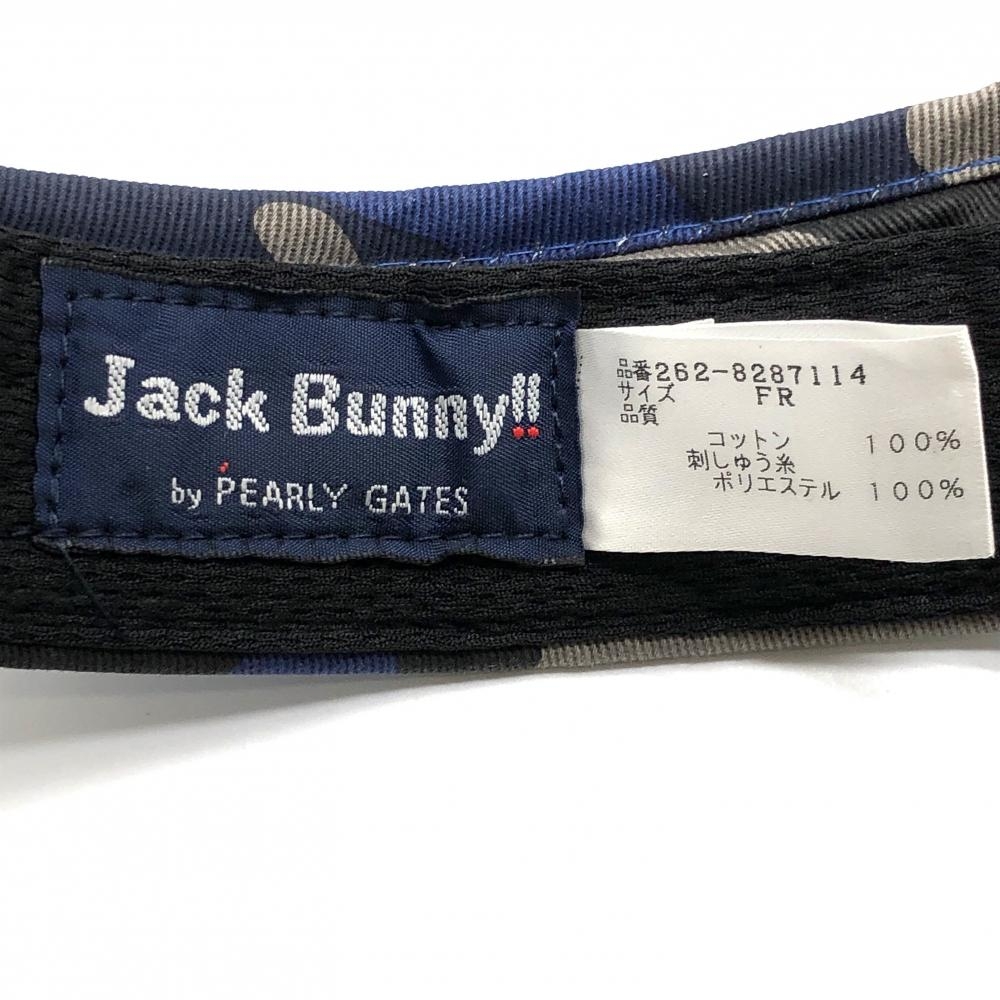 Jack Bunny!!
by PEARLY GATES
品番262-8287114
サイズ FR
品質
コットン 100%
刺しゅう糸
ポリエステル 100%